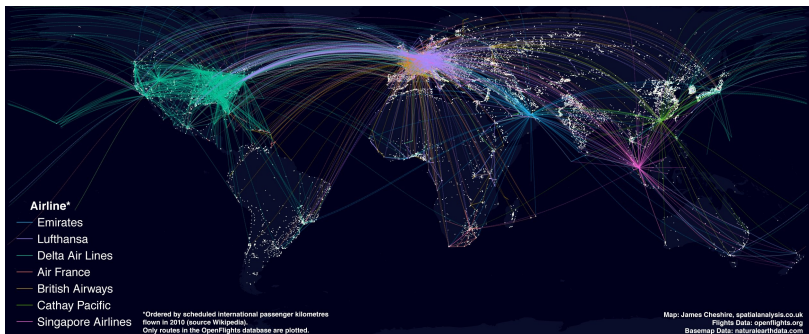 Airline*
Emirates
Lufthansa
Delta Air Lines
Air France
British Airways
Cathay Pacific
Singapore Airlines
*Ordered by scheduled international passenger kilometres
flown in 2010 (source Wikipedia).
Only routes in the OpenFlights database are plotted.
Map: James Cheshire, spatialanalysis.co.uk
Flights Data: openflights.org
Basemap Data: naturalearthdata.com